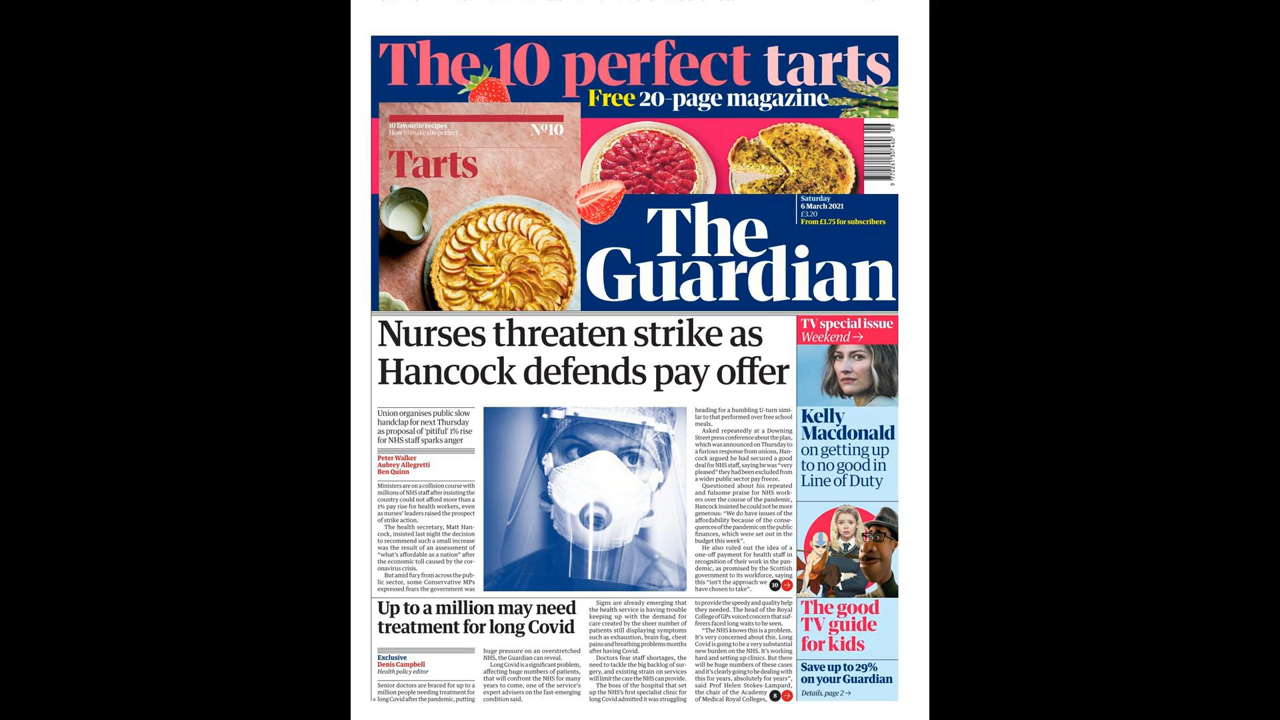 The 10 perfect tarts
Free 20-page magazine
10 favourite recipes
How to make the perfect...
Nº10
Tarts
Saturday
6 March 2021
£3.20
From £1.75 for subscribers
The
Guardian
Nurses threaten strike as
Hancock defends pay offer
Union organises public slow
handclap for next Thursday
as proposal of 'pitiful' 1% rise
for NHS staff sparks anger
Peter Walker
Aubrey Allegretti
Ben Quinn
Ministers are on a collision course with
millions of NHS staff after insisting the
country could not afford more than a
1% pay rise for health workers, even
as nurses' leaders raised the prospect
of strike action.
The health secretary, Matt Han-
cock, insisted last night the decision
to recommend such a small increase
was the result of an assessment of
"what's affordable as a nation" after
the economic toll caused by the cor-
onavirus crisis.
But amid fury from across the pub-
lic sector, some Conservative MPs
expressed fears the government was
heading for a humbling U-turn simi-
lar to that performed over free school
meals.
Asked repeatedly at a Downing
Street press conference about the plan,
which was announced on Thursday to
a furious response from unions, Han-
cock argued he had secured a good
deal for NHS staff, saying he was "very
pleased" they had been excluded from
a wider public sector pay freeze.
Questioned about his repeated
and fulsome praise for NHS work-
ers over the course of the pandemic,
Hancock insisted he could not be more
generous: "We do have issues of the
affordability because of the conse-
quences of the pandemic on the public
finances, which were set out in the
budget this week".
He also ruled out the idea of a
one-off payment for health staff in
recognition of their work in the pan-
demic, as promised by the Scottish
government to its workforce, saying
this "isn't the approach we
have chosen to take".
10
TV special issue
Weekend →
Kelly
Macdonald
on getting up
to no good in
Line of Duty
The good
TV guide
for kids
Save up to 29%
on your Guardian
Details, page 2 →
Up to a million may need
treatment for long Covid
Exclusive
Denis Campbell
Health policy editor
Senior doctors are braced for up to a
million people needing treatment for
long Covid after the pandemic, putting
huge pressure on an overstretched
NHS, the Guardian can reveal.
Long Covid is a significant problem,
affecting huge numbers of patients,
that will confront the NHS for many
years to come, one of the service's
expert advisers on the fast-emerging
condition said.
Signs are already emerging that
the health service is having trouble
keeping up with the demand for
care created by the sheer number of
patients still displaying symptoms
such as exhaustion, brain fog, chest
pains and breathing problems months
after having Covid.
Doctors fear staff shortages, the
need to tackle the big backlog of sur-
gery, and existing strain on services
will limit the care the NHS can provide.
The boss of the hospital that set
up the NHS's first specialist clinic for
long Covid admitted it was struggling
to provide the speedy and quality help
they needed. The head of the Royal
College of GPs voiced concern that suf-
ferers faced long waits to be seen.
"The NHS knows this is a problem.
It's very concerned about this. Long
Covid is going to be a very substantial
new burden on the NHS. It's working
hard and setting up clinics. But there
will be huge numbers of these cases
and it's clearly going to be dealing with
this for years, absolutely for years",
said Prof Helen Stokes-Lampard,
the chair of the Academy
of Medical Royal Colleges,
8